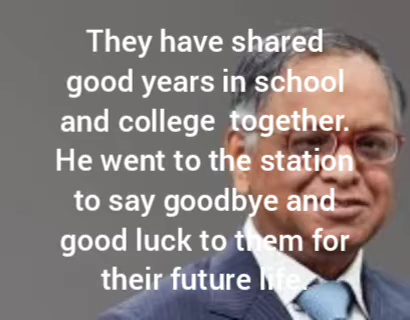 They have shared
good years in school
and college together.
He went to the station
to say goodbye and
good luck to them for
their future life.